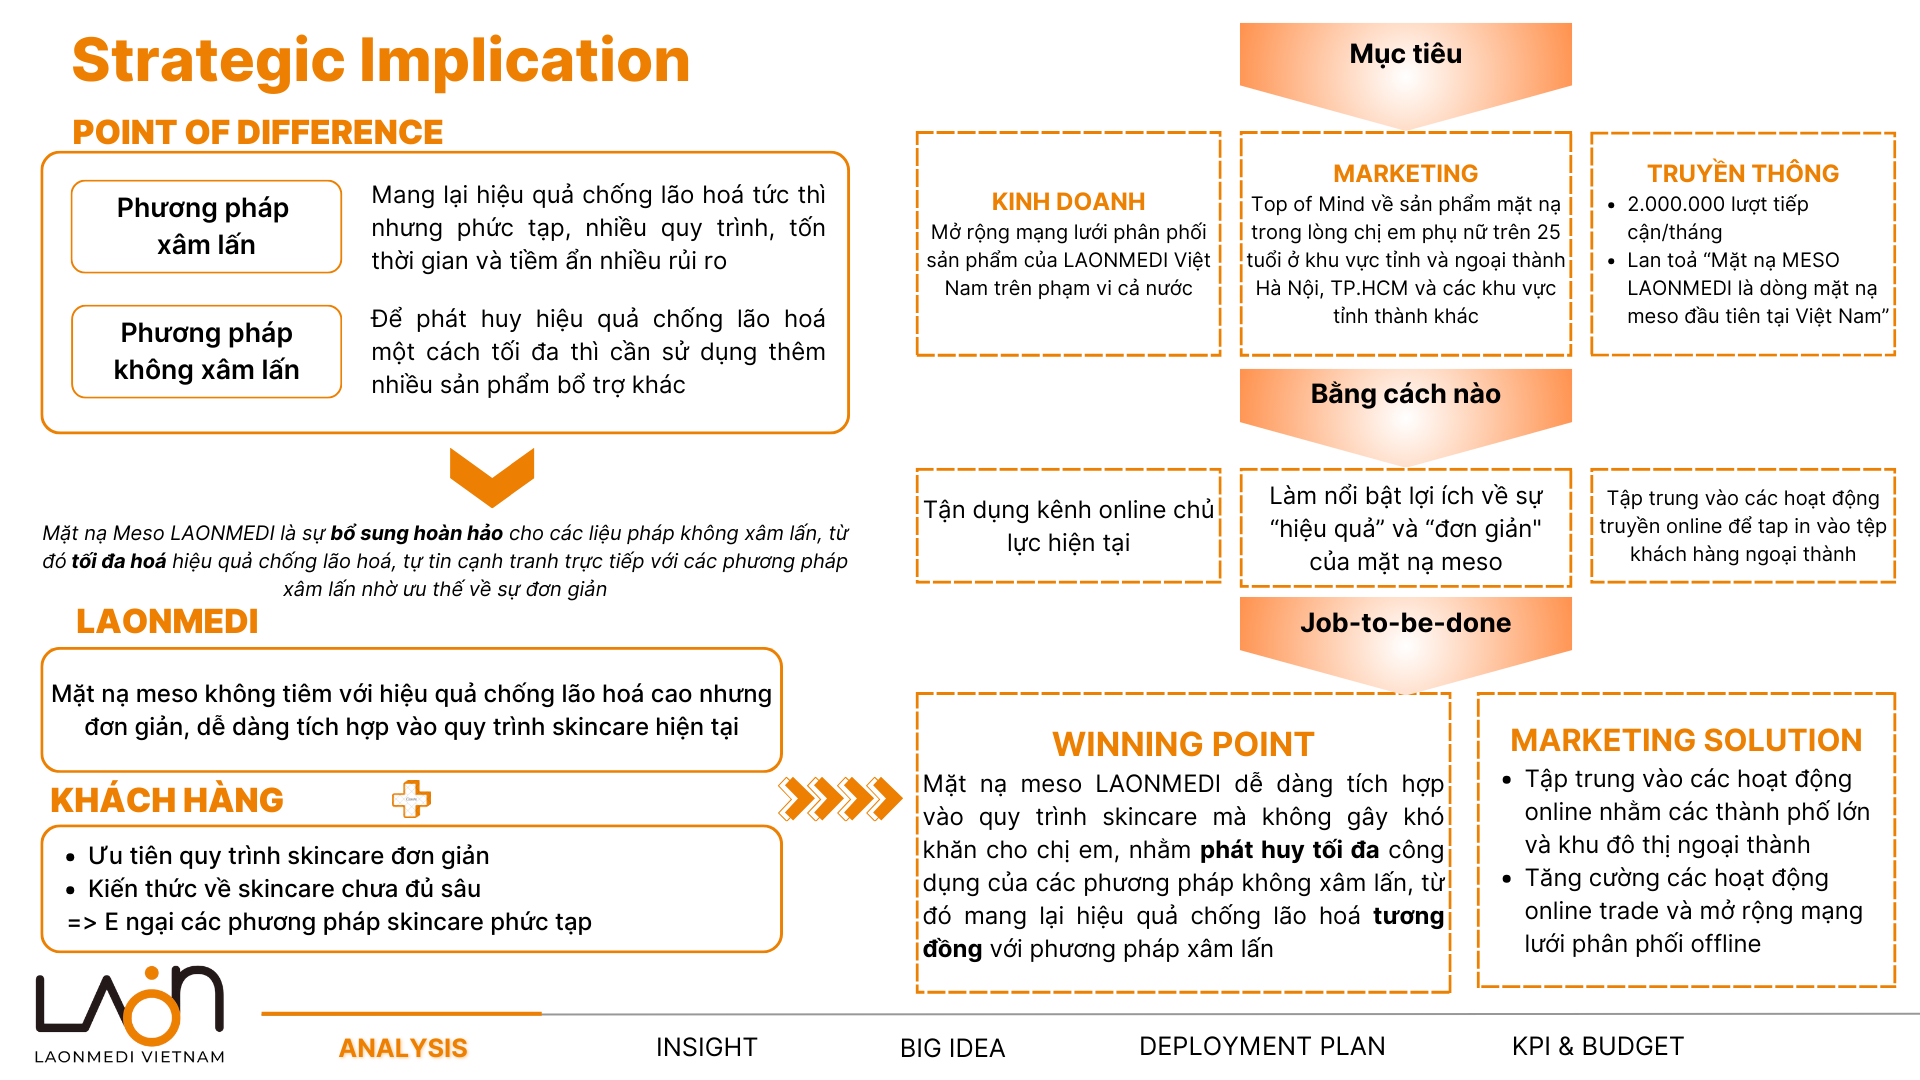 Strategic Implication
POINT OF DIFFERENCE
Phương pháp
xâm lấn
Mang lại hiệu quả chống lão hoá tức thì
nhưng phức tạp, nhiều quy trình, tốn
thời gian và tiềm ẩn nhiều rủi ro
Phương pháp
không xâm lấn
Để phát huy hiệu quả chống lão hoá
một cách tối đa thì cần sử dụng thêm
nhiều sản phẩm bổ trợ khác
Mặt nạ Meso LAONMEDI là sự bổ sung hoàn hảo cho các liệu pháp không xâm lấn, từ
đó tối đa hoá hiệu quả chống lão hoá, tự tin cạnh tranh trực tiếp với các phương pháp
xâm lấn nhờ ưu thế về sự đơn giản
LAONMEDI
Mặt nạ meso không tiêm với hiệu quả chống lão hoá cao nhưng
đơn giản, dễ dàng tích hợp vào quy trình skincare hiện tại
KHÁCH HÀNG
• Ưu tiên quy trình skincare đơn giản
• Kiến thức về skincare chưa đủ sâu
=> E ngại các phương pháp skincare phức tạp
Mục tiêu
KINH DOANH
Mở rộng mạng lưới phân phối
sản phẩm của LAONMEDI Việt
Nam trên phạm vi cả nước
MARKETING
Top of Mind về sản phẩm mặt nạ
trong lòng chị em phụ nữ trên 25
tuổi ở khu vực tỉnh và ngoại thành
Hà Nội, TP.HCM và các khu vực
tỉnh thành khác
TRUYỀN THÔNG
• 2.000.000 lượt tiếp
cận/tháng
• Lan toả “Mặt nạ MESO
LAONMEDI là dòng mặt nạ
meso đầu tiên tại Việt Nam”
Bằng cách nào
Tận dụng kênh online chủ
lực hiện tại
Làm nổi bật lợi ích về sự
“hiệu quả” và “đơn giản"
của mặt nạ meso
Tập trung vào các hoạt động
truyền online để tap in vào tệp
khách hàng ngoại thành
Job-to-be-done
WINNING POINT
Mặt nạ meso LAONMEDI dễ dàng tích hợp
vào quy trình skincare mà không gây khó
khăn cho chị em, nhằm phát huy tối đa công
dụng của các phương pháp không xâm lấn, từ
đó mang lại hiệu quả chống lão hoá tương
đồng với phương pháp xâm lấn
MARKETING SOLUTION
• Tập trung vào các hoạt động
online nhằm các thành phố lớn
và khu đô thị ngoại thành
• Tăng cường các hoạt động
online trade và mở rộng mạng
lưới phân phối offline
LAON
LAONMEDI VIETNAM
ANALYSIS
INSIGHT
BIG IDEA
DEPLOYMENT PLAN
KPI & BUDGET